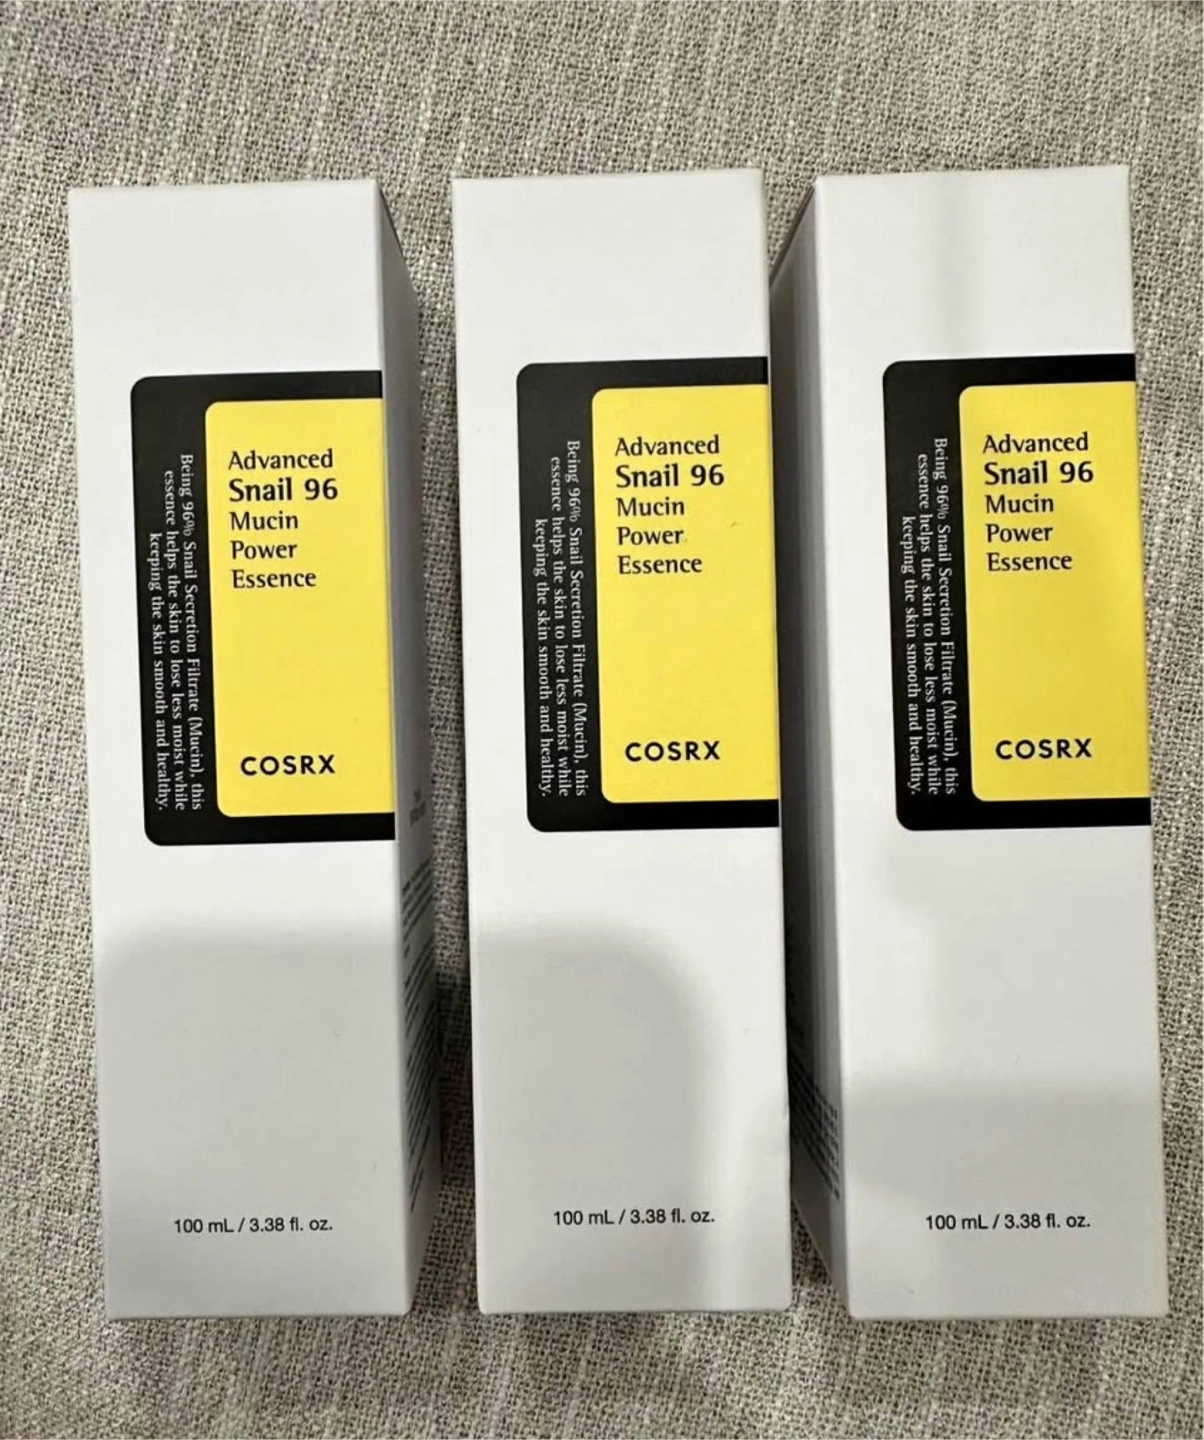 Advanced
Snail 96
Mucin
Power
Essence
Being 96% Snail Secretion Filtrate (Mucin), this
essence helps the skin to lose less moist while
keeping the skin smooth and healthy.
COSRX
100 mL / 3.38 fl. oz.
Advanced
Snail 96
Mucin
Power
Essence
Being 96% Snail Secretion Filtrate (Mucin), this
essence helps the skin to lose less moist while
keeping the skin smooth and healthy.
COSRX
100 mL / 3.38 fl. oz.
Advanced
Snail 96
Mucin
Power
Essence
Being 96% Snail Secretion Filtrate (Mucin), this
essence helps the skin to lose less moist while
keeping the skin smooth and healthy.
COSRX
100 mL / 3.38 fl. oz.